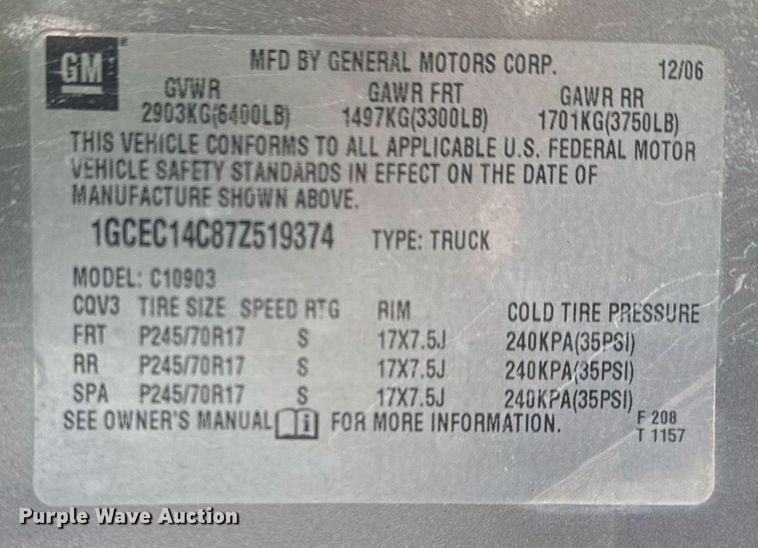 GM
MFD BY GENERAL MOTORS CORP. 12/06
GVWR GAWR FRT GAWR RR
2903KG(6400LB) 1497KG(3300LB) 1701KG(3750LB)
THIS VEHICLE CONFORMS TO ALL APPLICABLE U.S. FEDERAL MOTOR
VEHICLE SAFETY STANDARDS IN EFFECT ON THE DATE OF
MANUFACTURE SHOWN ABOVE.
1GCEC14C87Z519374 TYPE: TRUCK
MODEL: C10903
CQV3 TIRE SIZE SPEED RTG RIM COLD TIRE PRESSURE
FRT P245/70R17 S 17X7.5J 240KPA(35PSI)
RR P245/70R17 S 17X7.5J 240KPA(35PSI)
SPA P245/70R17 S 17X7.5J 240KPA(35PSI)
SEE OWNER'S MANUAL i FOR MORE INFORMATION. F 208
T 1157
Purple Wave Auction